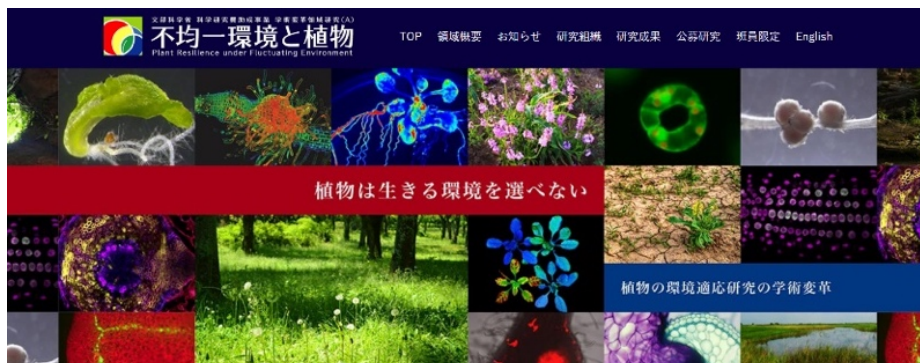 文部科学省 科学研究費助成事業 学術変革領域研究(A)
不均一環境と植物
Plant Resilience under Fluctuating Environment
TOP 領域概要 お知らせ 研究組織 研究成果 公募研究 班員限定 English
植物は生きる環境を選べない
植物の環境適応研究の学術変革